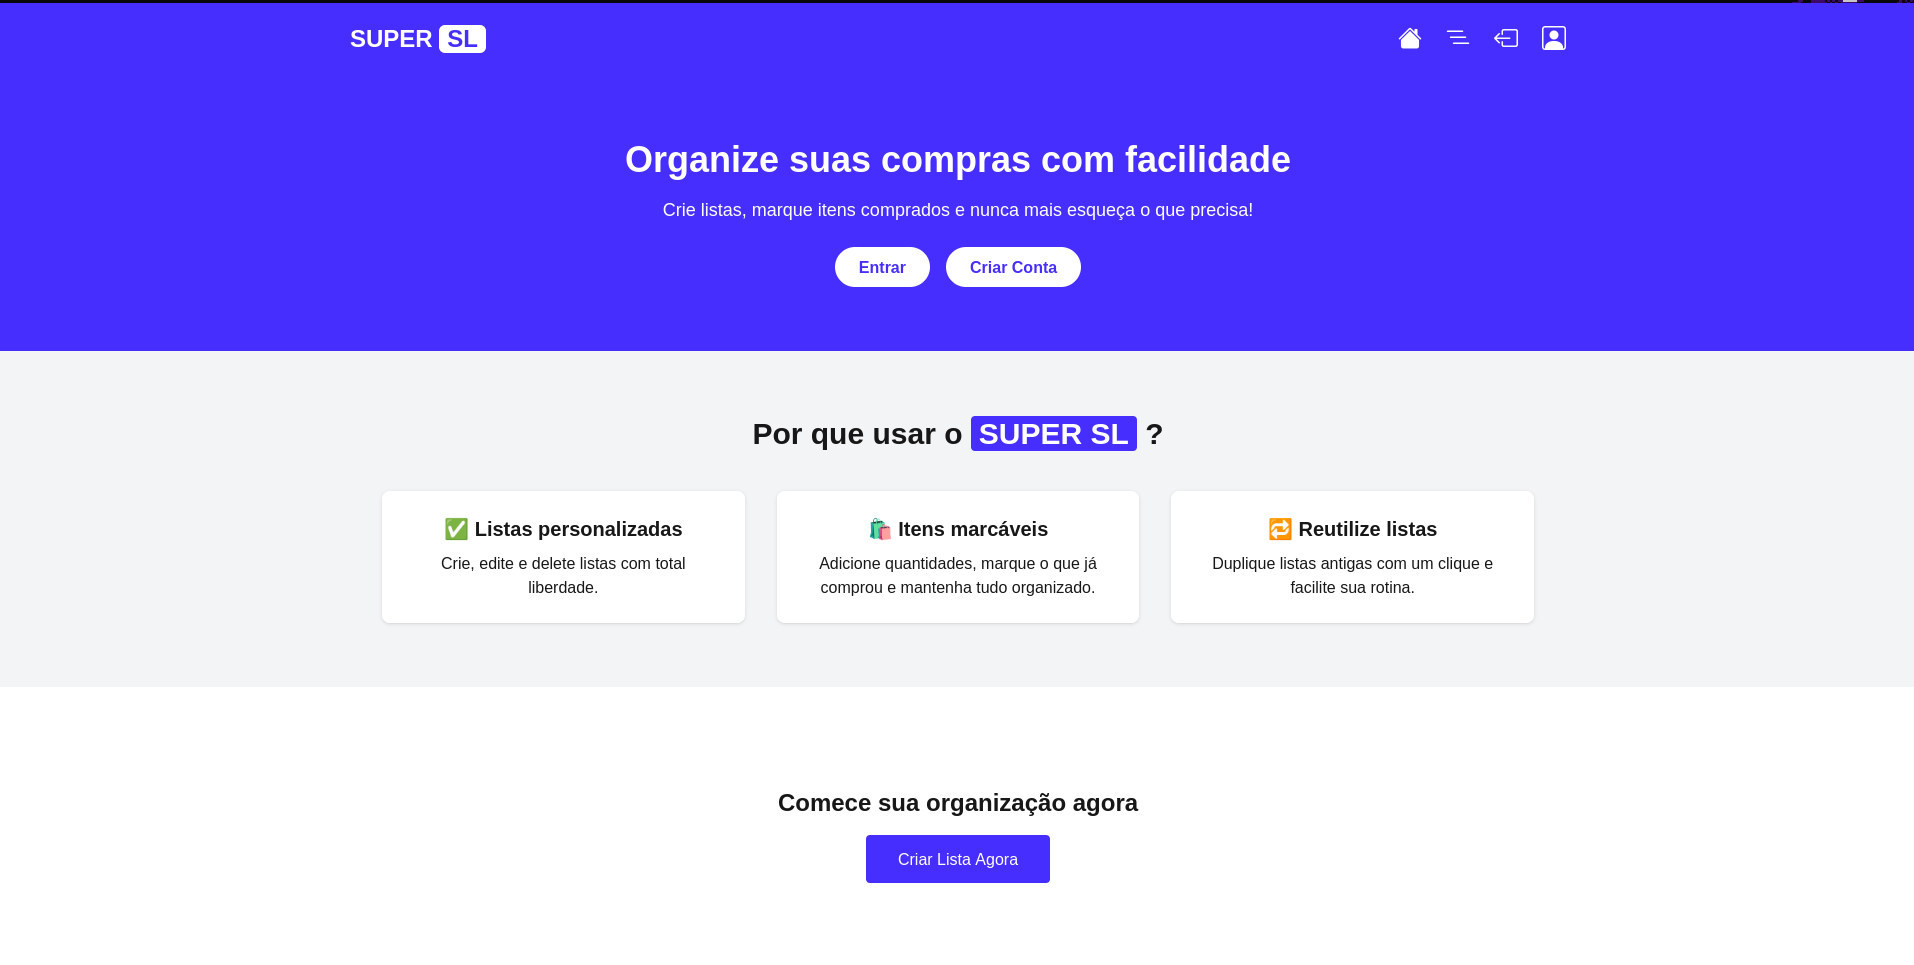 SUPER SL
Organize suas compras com facilidade
Crie listas, marque itens comprados e nunca mais esqueça o que precisa!
Entrar
Criar Conta
Por que usar o SUPER SL ?
✅ Listas personalizadas
Crie, edite e delete listas com total
liberdade.
🛍️ Itens marcáveis
Adicione quantidades, marque o que já
comprou e mantenha tudo organizado.
🔁 Reutilize listas
Duplique listas antigas com um clique e
facilite sua rotina.
Comece sua organização agora
Criar Lista Agora